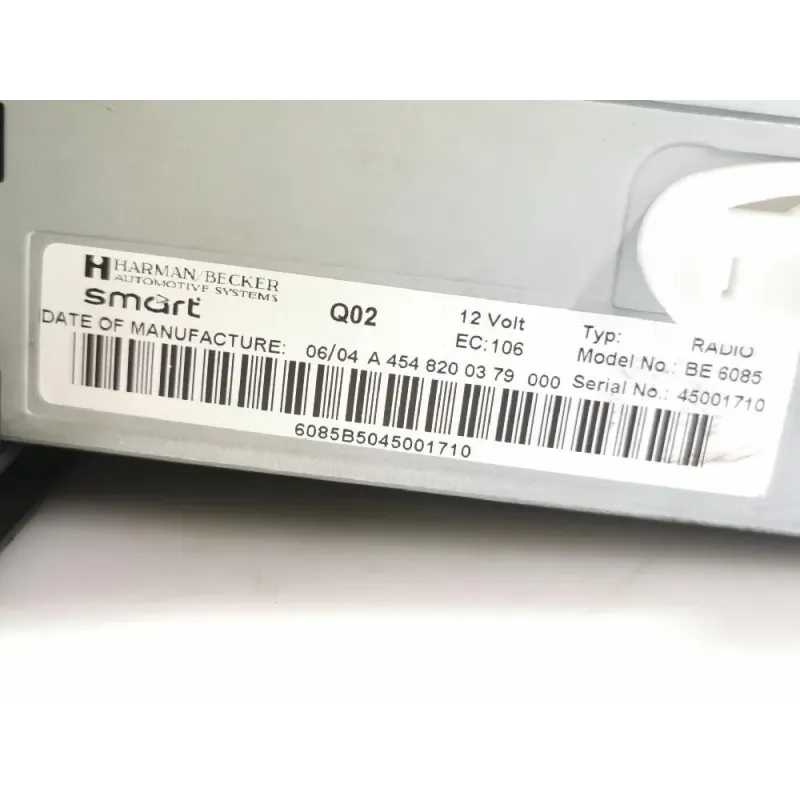 HARMAN/BECKER
AUTOMOTIVE SYSTEMS
smart
Q02
12 Volt
EC:106
Typ: RADIO
Model No.: BE 6085
DATE OF MANUFACTURE: 06/04 A 454 820 03 79 000 Serial No.: 45001710
6085B5045001710